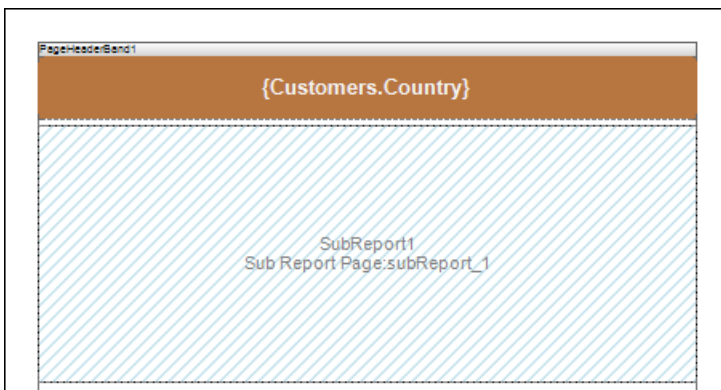 PageHeaderBand1
{Customers.Country}
SubReport1
Sub Report Page:subReport_1